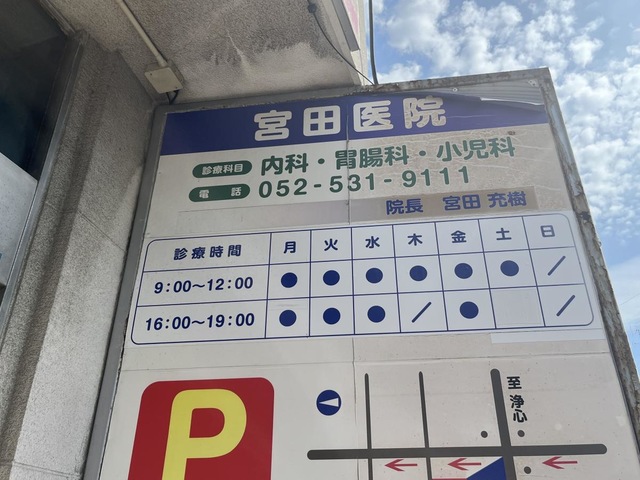 宮田医院
診療科目 内科・胃腸科・小児科
電話 052-531-9111
院長 宮田 充樹
診療時間 月 火 水 木 金 土 日
9:00〜12:00 ● ● ● ● ● ● ／
16:00〜19:00 ● ● ● ／ ● ／
P
至浄心